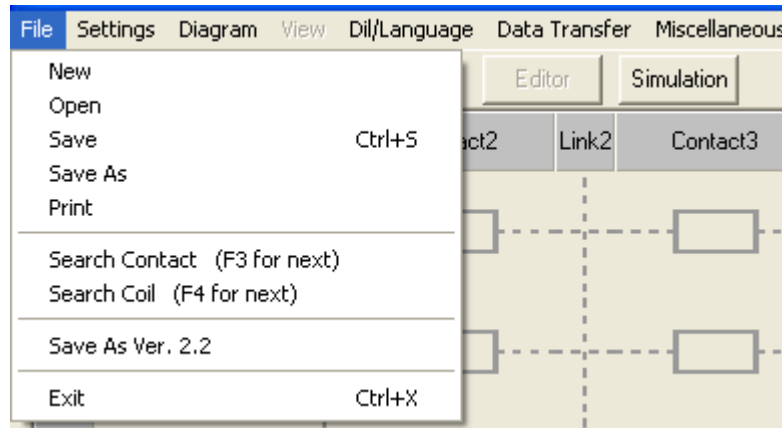 File Settings Diagram View Dil/Language Data Transfer Miscellaneous
Editor Simulation
New
Open
Save Ctrl+S
Save As
Print
Search Contact (F3 for next)
Search Coil (F4 for next)
Save As Ver. 2.2
Exit Ctrl+X
act2 Link2 Contact3